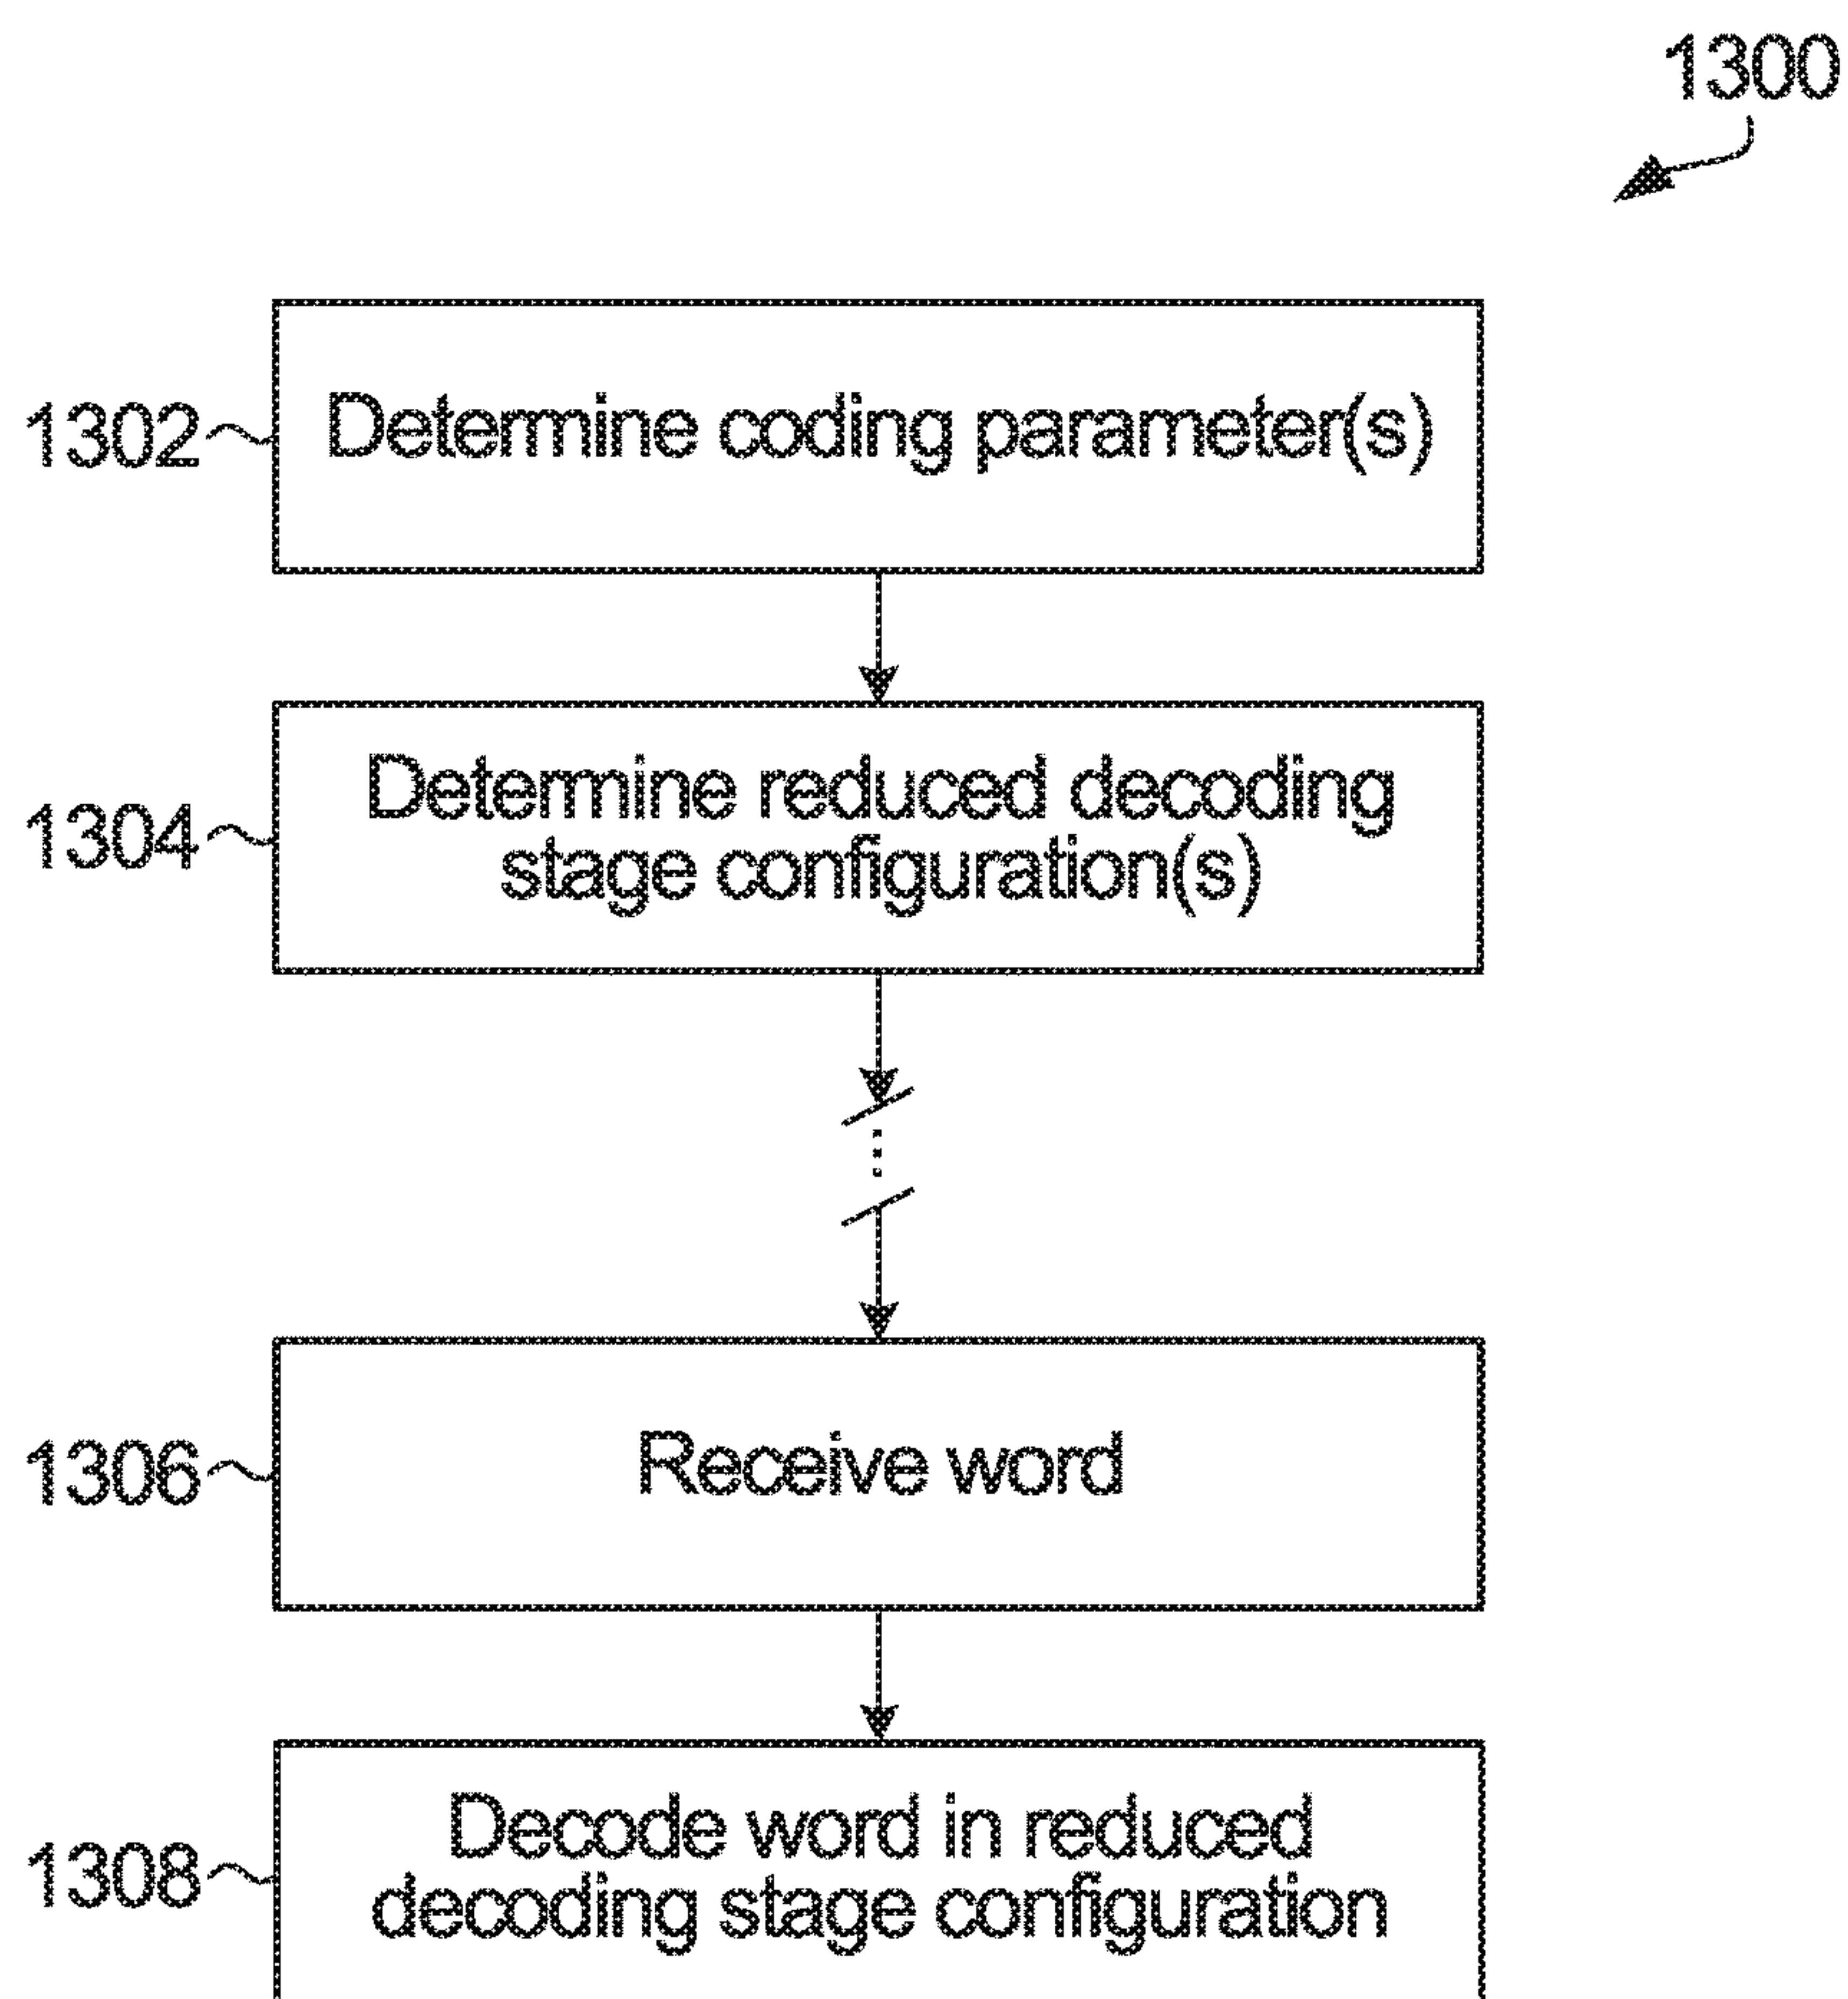 1300
1302
Determine coding parameter(s)
1304
Determine reduced decoding
stage configuration(s)
1306
Receive word
1308
Decode word in reduced
decoding stage configuration